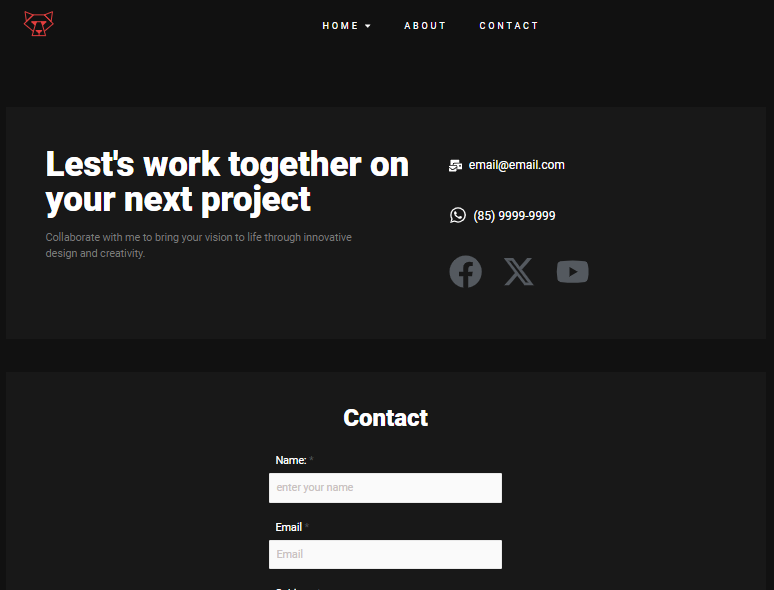 HOME ABOUT CONTACT
Lest's work together on
your next project
Collaborate with me to bring your vision to life through innovative
design and creativity.
email@email.com
(85) 9999-9999
Contact
Name: *
enter your name
Email *
Email